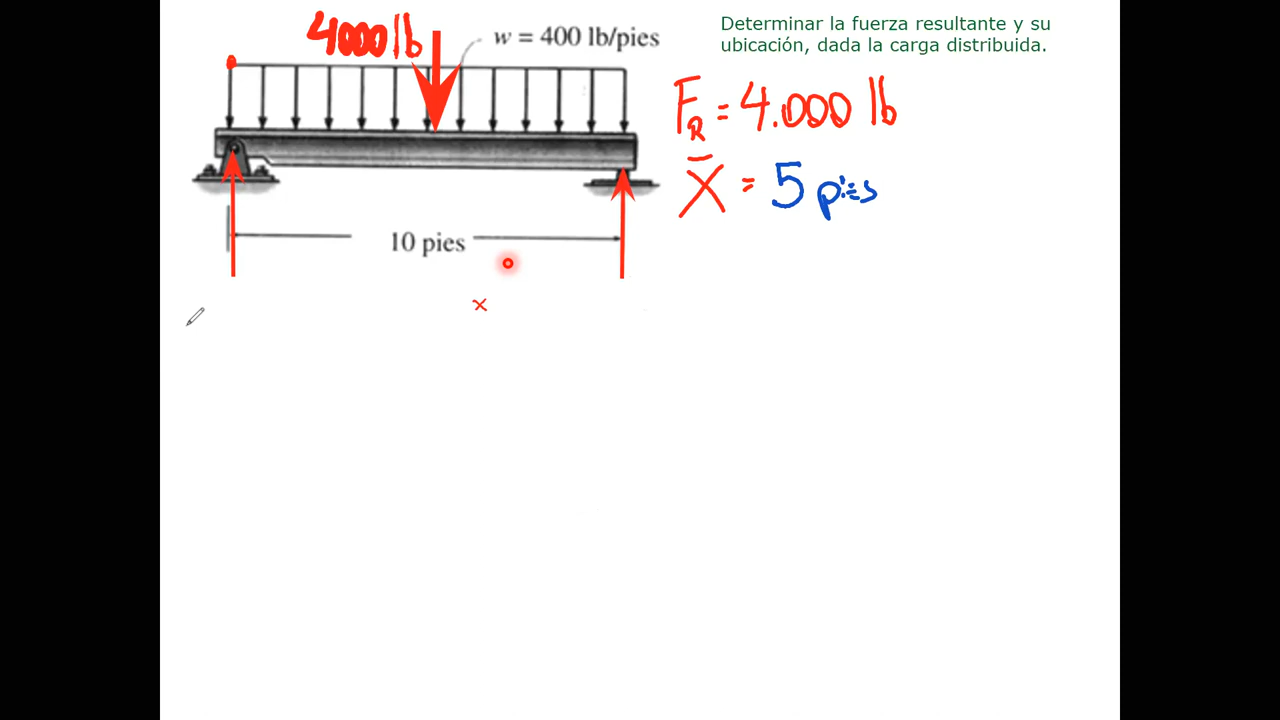 4000 lb
w = 400 lb/pies
10 pies
x
Determinar la fuerza resultante y su
ubicación, dada la carga distribuida.
F_R = 4.000 lb
X̄ = 5 pies